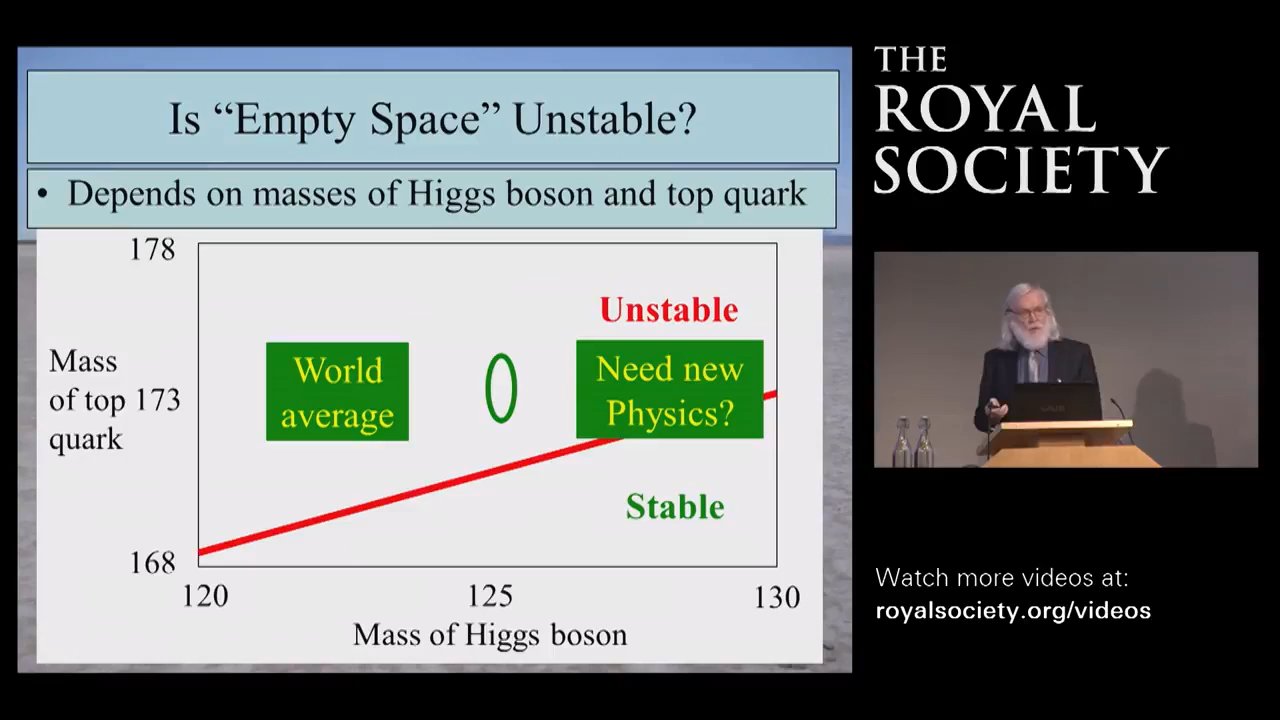 Is “Empty Space” Unstable?
• Depends on masses of Higgs boson and top quark
178
Unstable
World
average
Need new
Physics?
Mass
of top 173
quark
Stable
168
120 125 130
Mass of Higgs boson
THE
ROYAL
SOCIETY
Watch more videos at:
royalsociety.org/videos